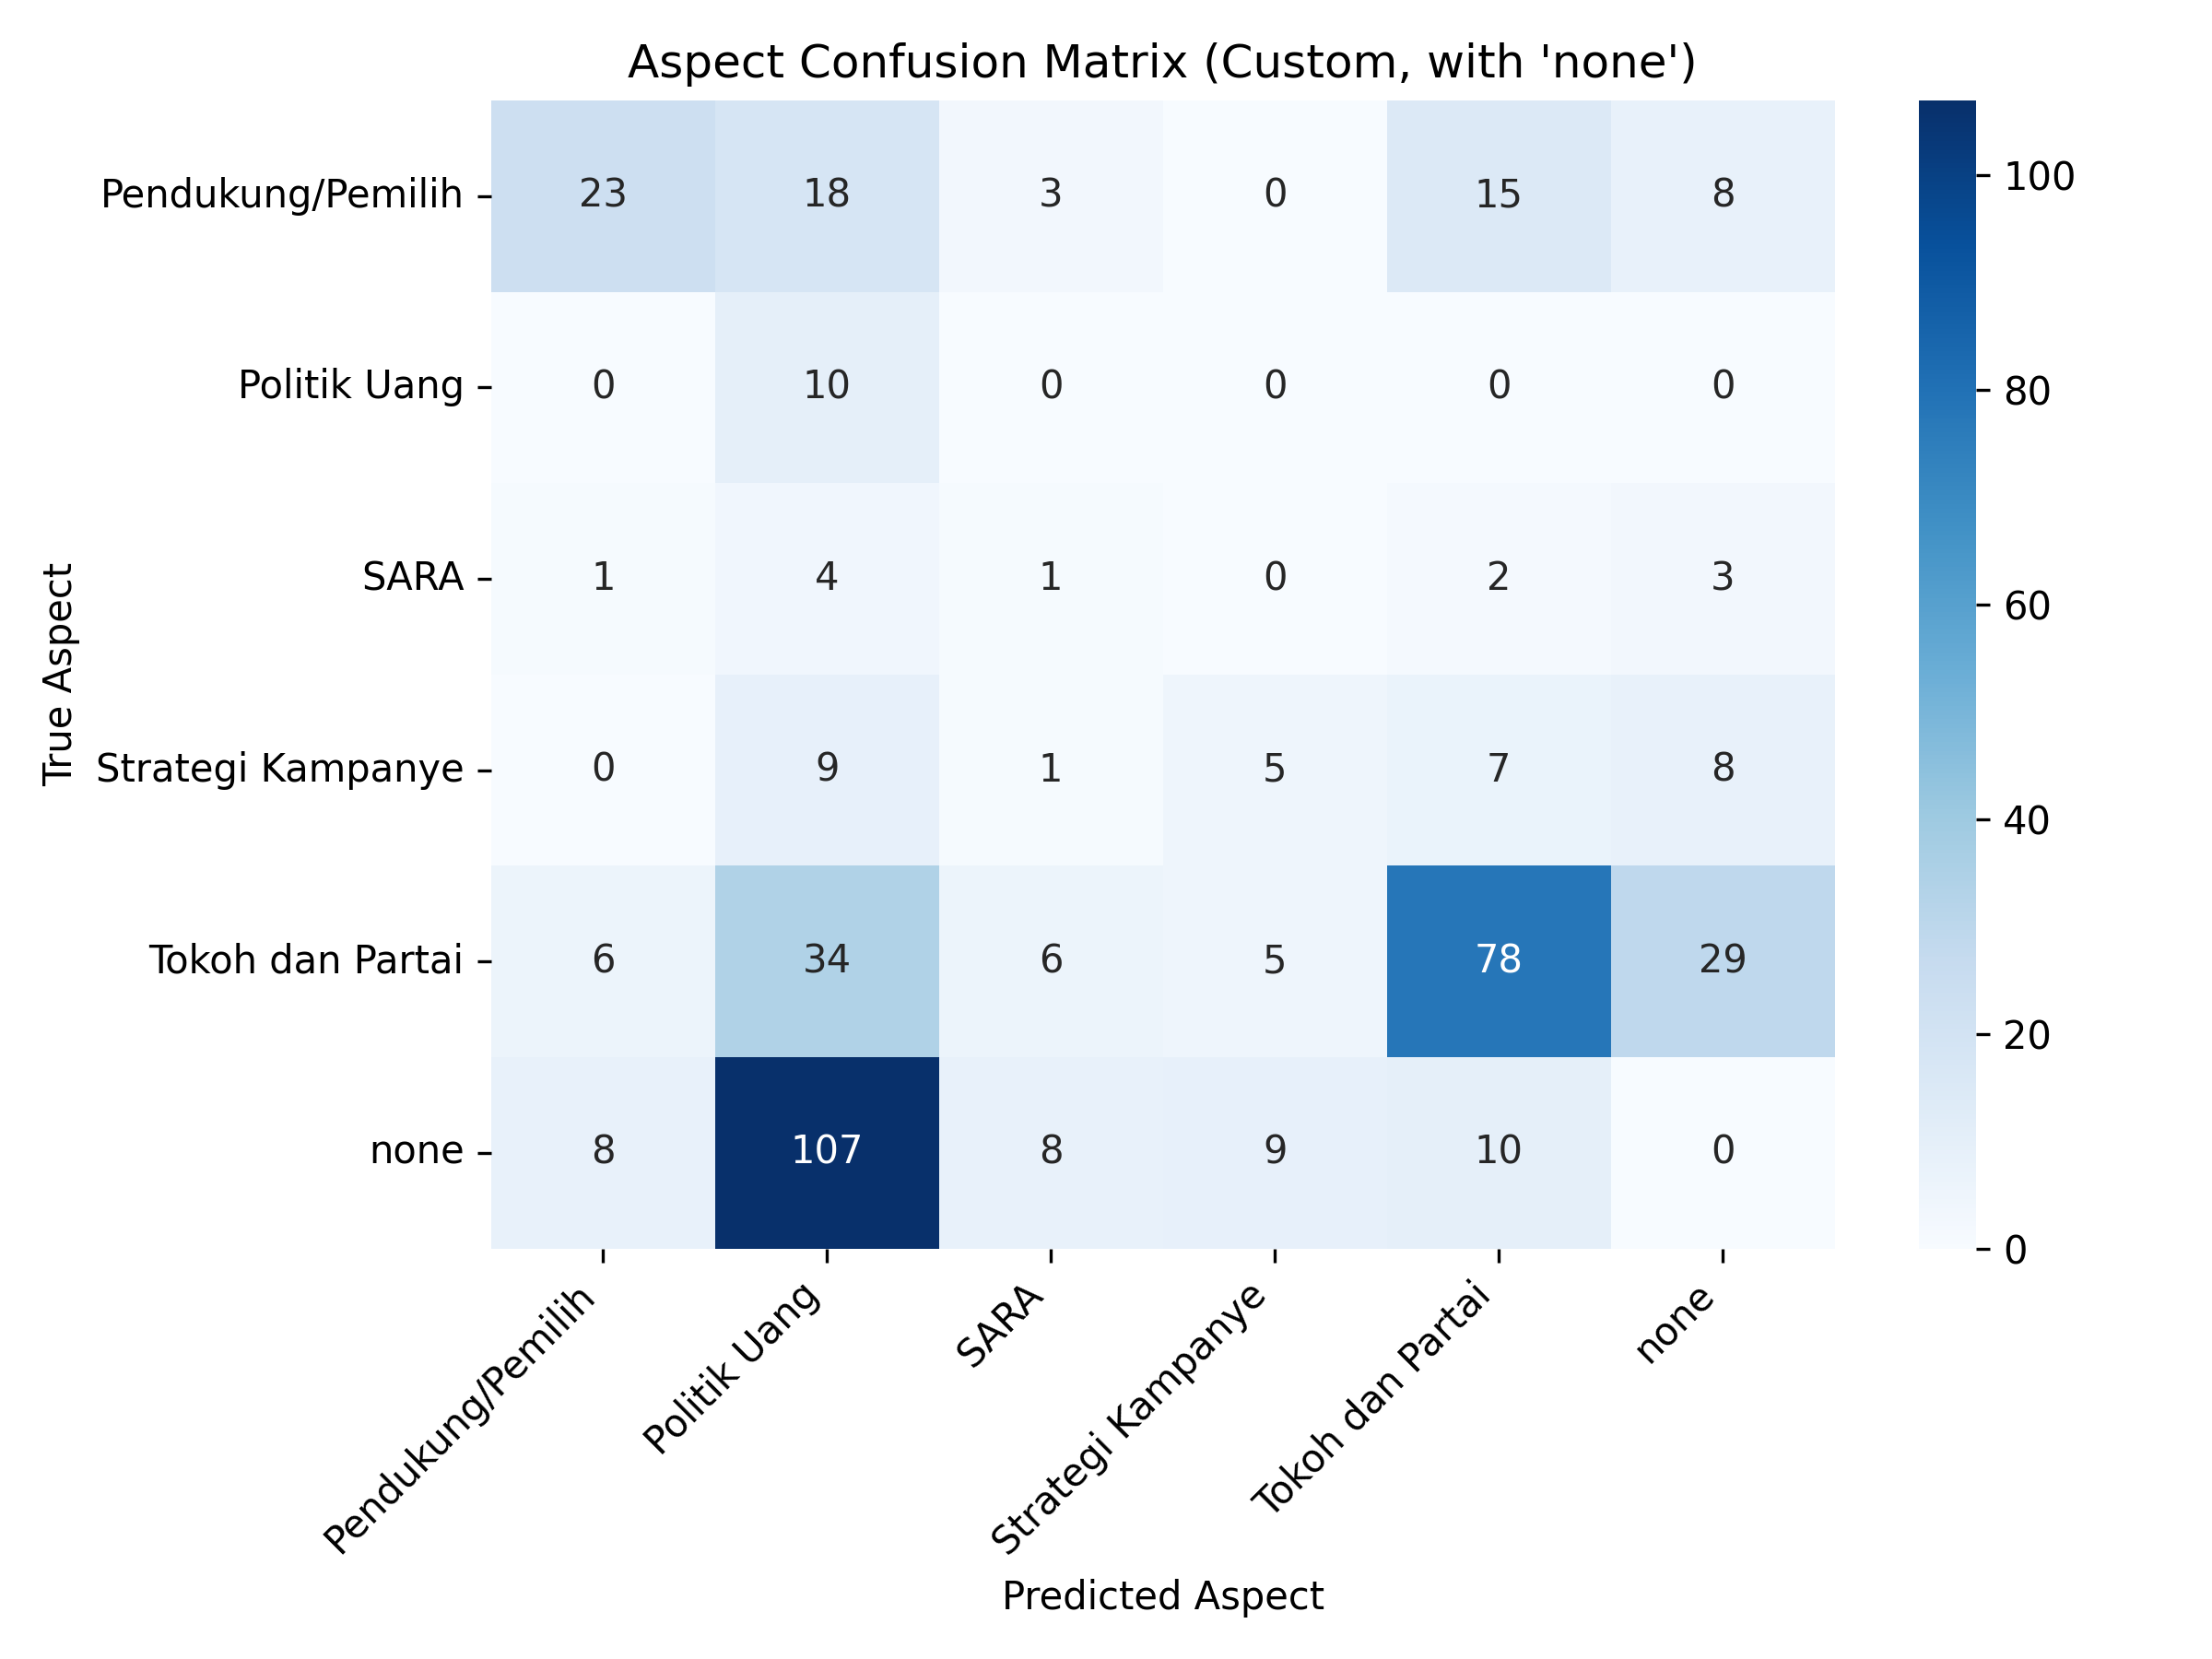 Aspect Confusion Matrix (Custom, with 'none')
True Aspect
Pendukung/Pemilih 23 18 3 0 15 8
Politik Uang 0 10 0 0 0 0
SARA 1 4 1 0 2 3
Strategi Kampanye 0 9 1 5 7 8
Tokoh dan Partai 6 34 6 5 78 29
none 8 107 8 9 10 0
Pendukung/Pemilih Politik Uang SARA Strategi Kampanye Tokoh dan Partai none
Predicted Aspect
100
80
60
40
20
0